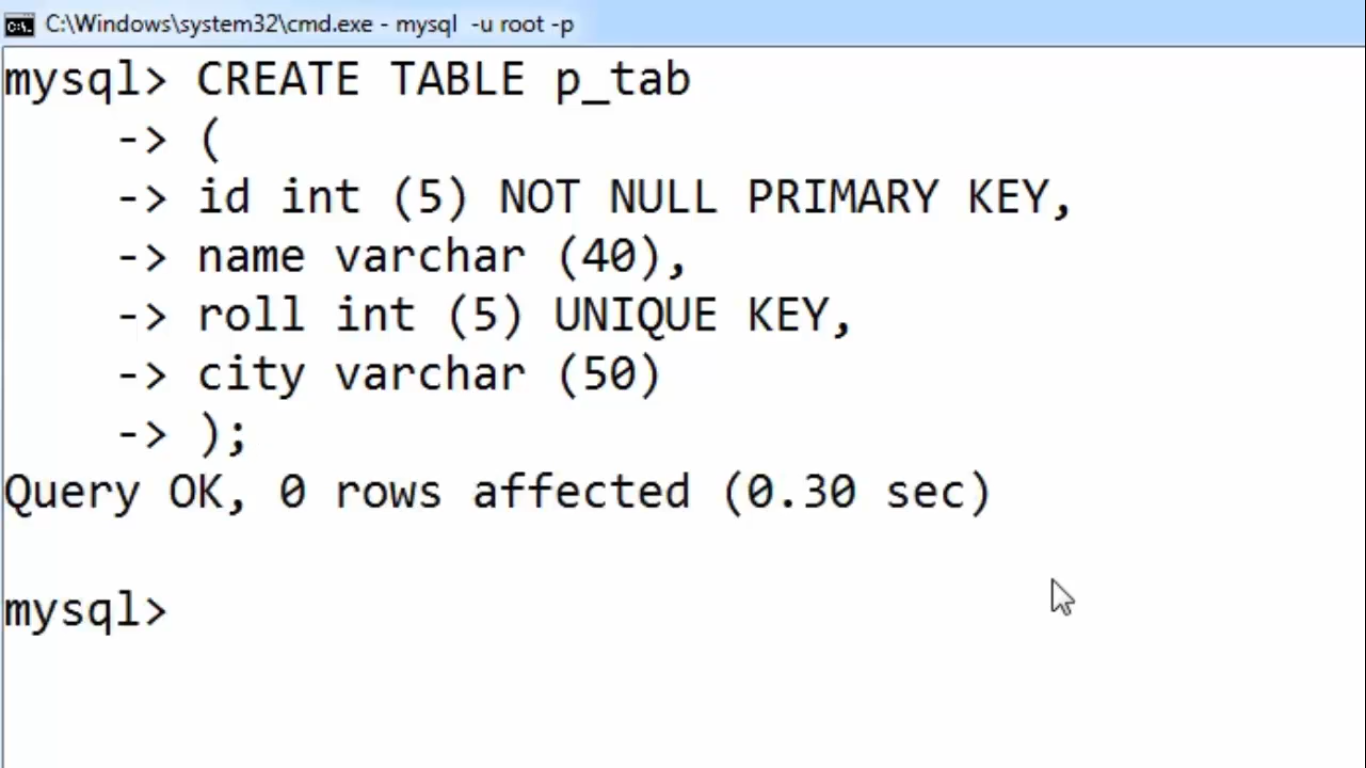 C:\Windows\system32\cmd.exe - mysql  -u root -p
mysql> CREATE TABLE p_tab
    -> (
    -> id int (5) NOT NULL PRIMARY KEY,
    -> name varchar (40),
    -> roll int (5) UNIQUE KEY,
    -> city varchar (50)
    -> );
Query OK, 0 rows affected (0.30 sec)
mysql>